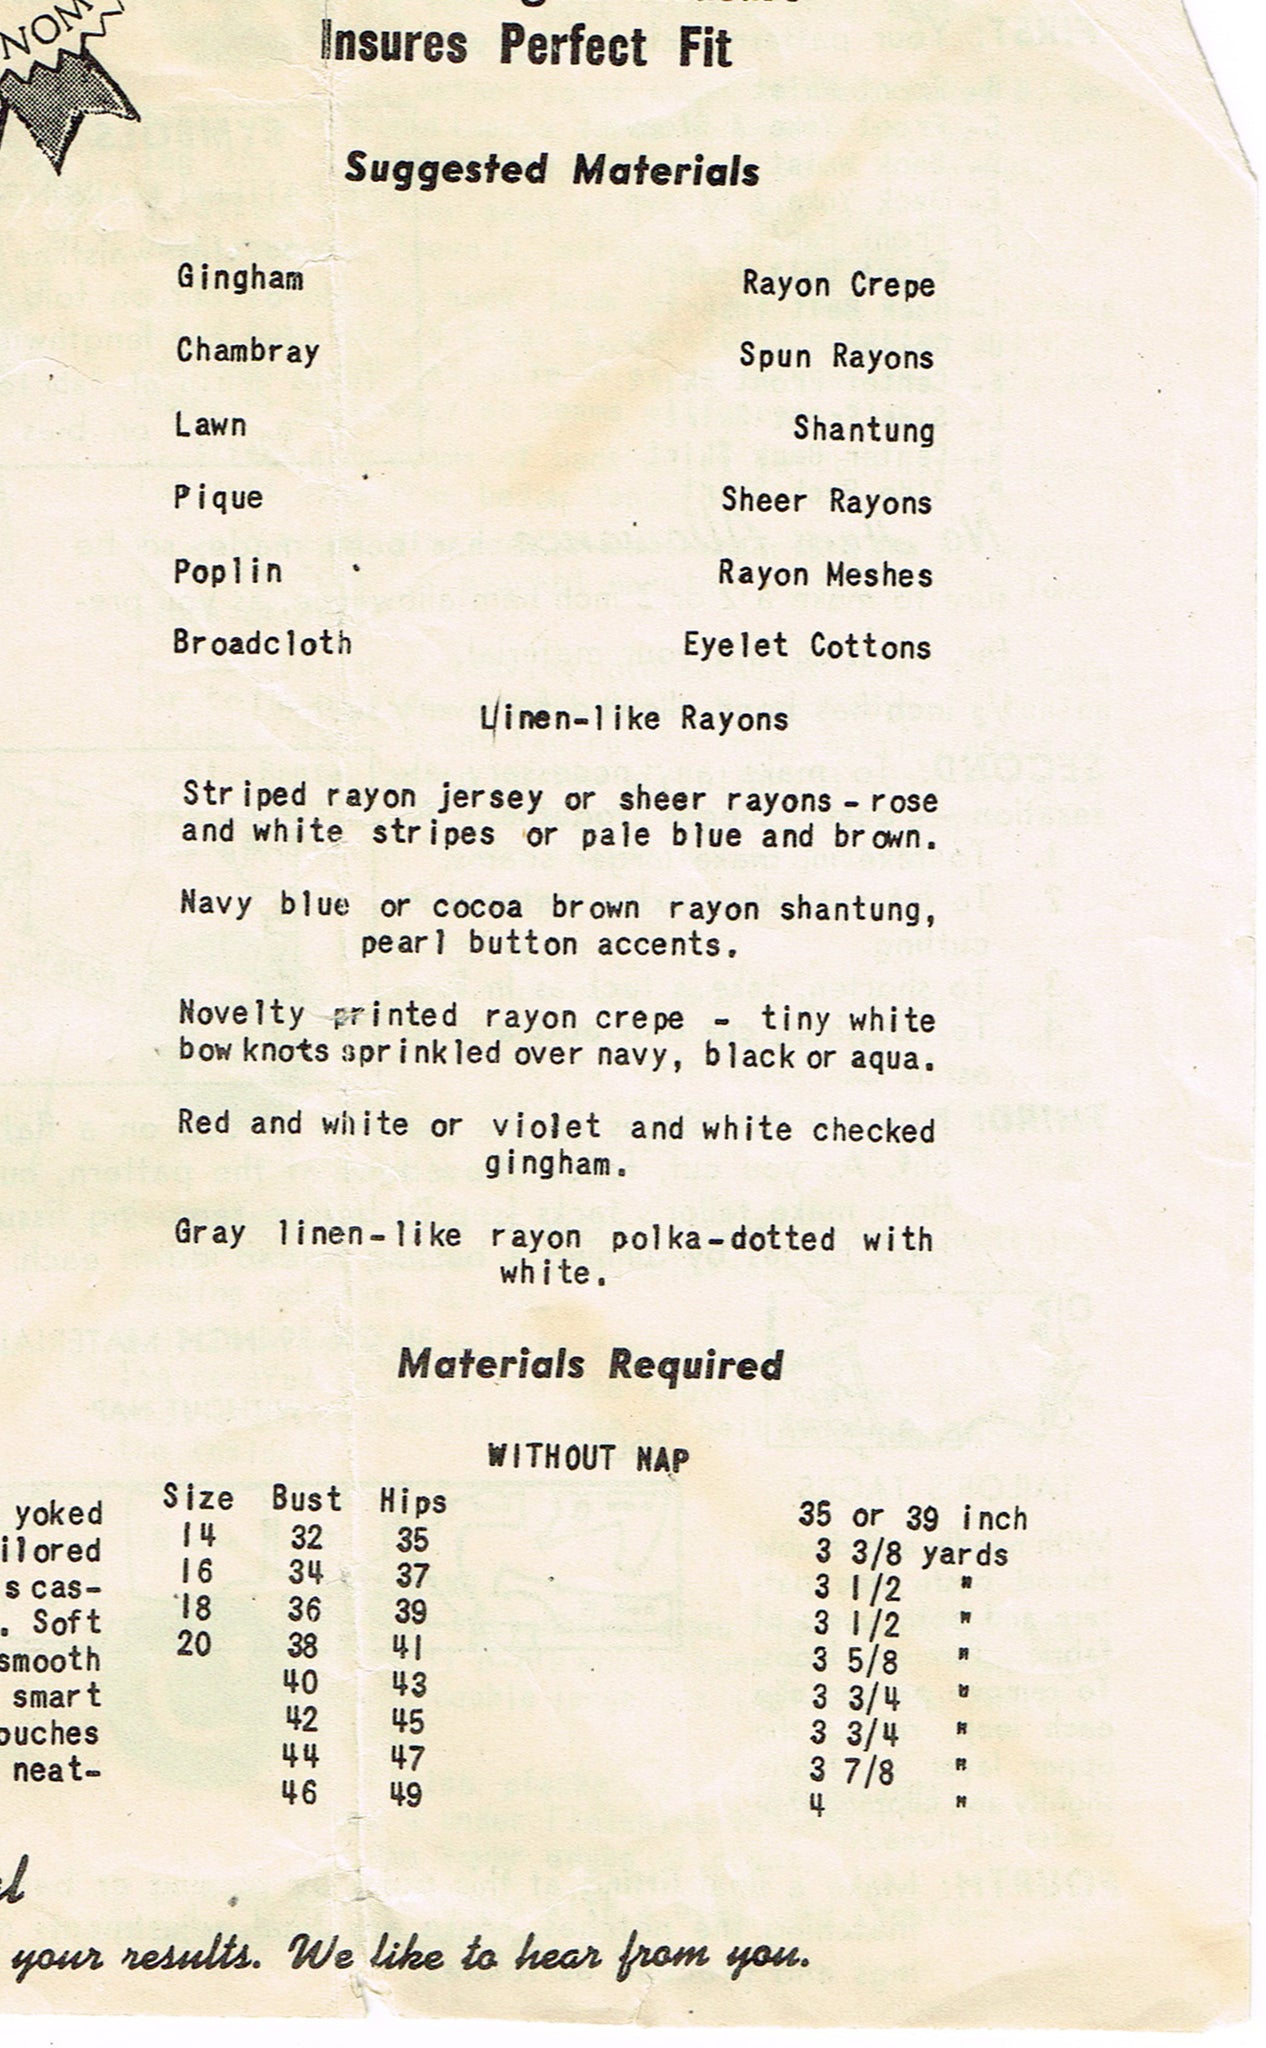 NOM
Insures Perfect Fit
Suggested Materials
Gingham Rayon Crepe
Chambray Spun Rayons
Lawn Shantung
Pique Sheer Rayons
Poplin Rayon Meshes
Broadcloth Eyelet Cottons
Linen-like Rayons
Striped rayon jersey or sheer rayons - rose
and white stripes or pale blue and brown.
Navy blue or cocoa brown rayon shantung,
pearl button accents.
Novelty printed rayon crepe - tiny white
bow knots sprinkled over navy, black or aqua.
Red and white or violet and white checked
gingham.
Gray linen-like rayon polka-dotted with
white.
Materials Required
WITHOUT NAP
Size Bust Hips 35 or 39 inch
14 32 35 3 3/8 yards
16 34 37 3 1/2 "
18 36 39 3 1/2 "
20 38 41 3 5/8 "
40 43 3 3/4 "
42 45 3 3/4 "
44 47 3 7/8 "
46 49 4 "
yoked
ilored
s cas-
. Soft
smooth
smart
ouches
neat-
your results. We like to hear from you.